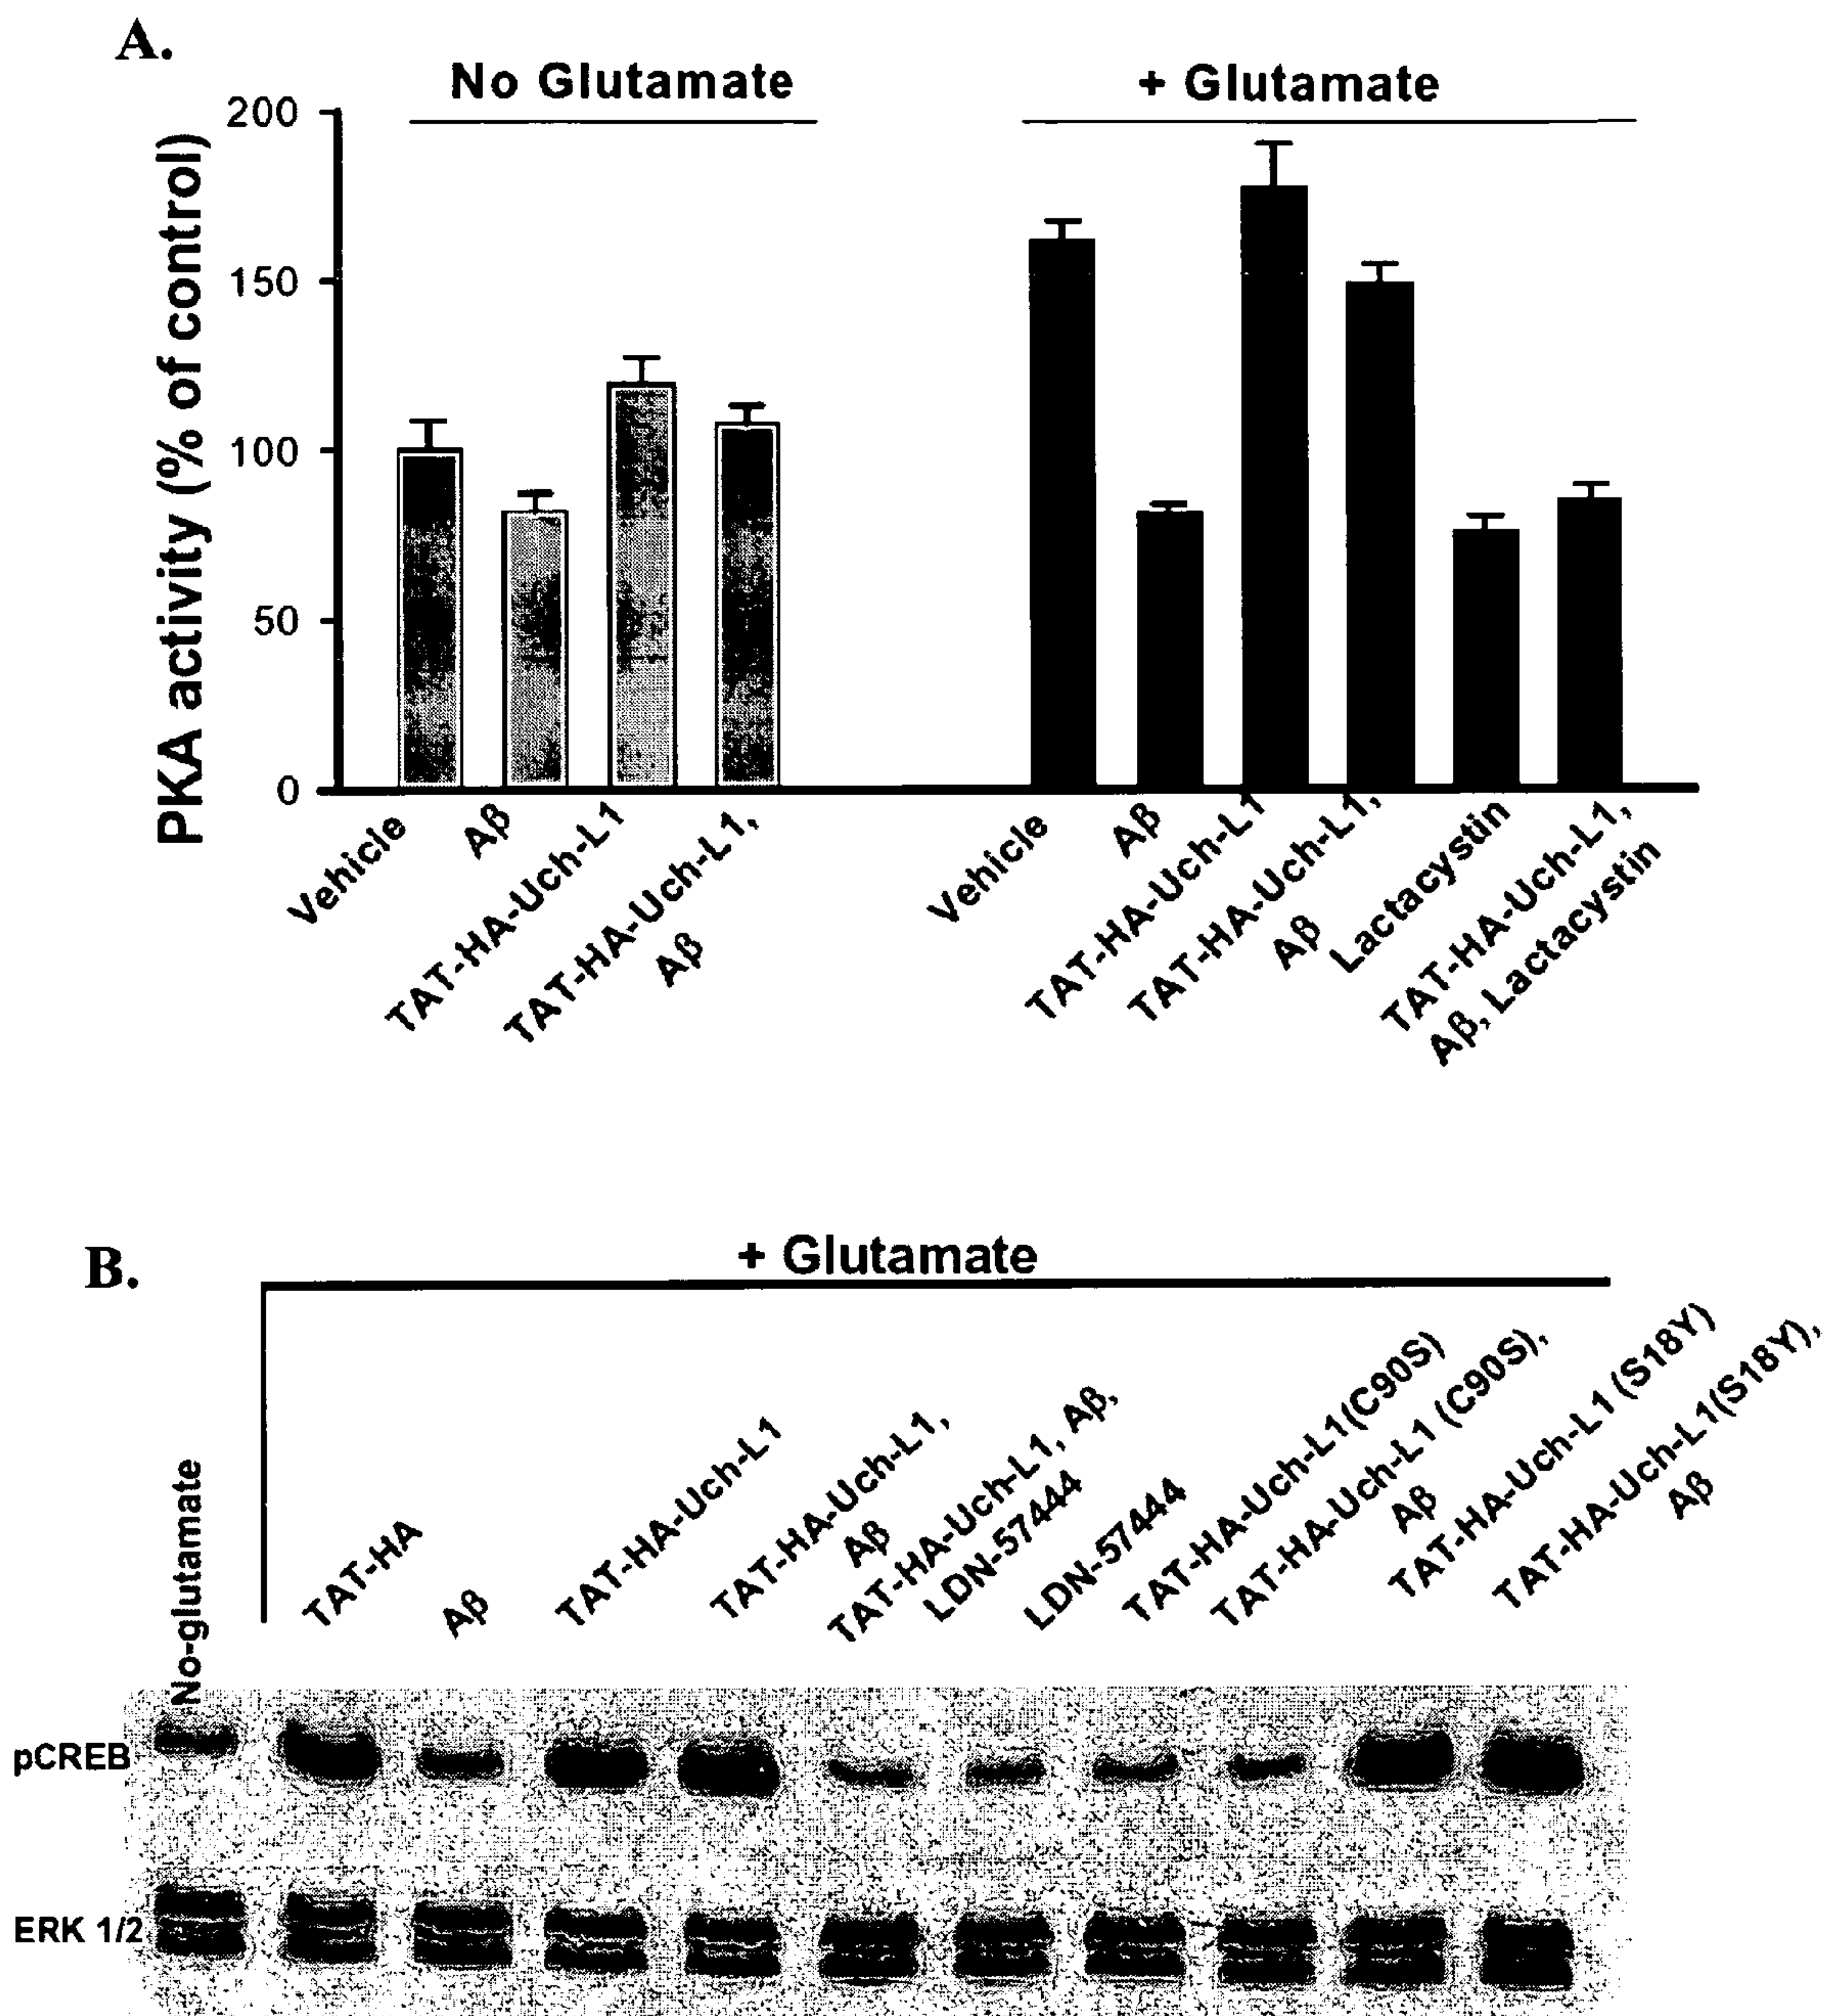 A.
No Glutamate
+ Glutamate
PKA activity (% of control)
200
150
100
50
0
Vehicle
Aβ
TAT-HA-Uch-L1
TAT-HA-Uch-L1,
Aβ
Vehicle
Aβ
TAT-HA-Uch-L1
TAT-HA-Uch-L1,
Aβ
Lactacystin
TAT-HA-Uch-L1,
Aβ, Lactacystin
B.
+ Glutamate
No-glutamate
TAT-HA
Aβ
TAT-HA-Uch-L1
TAT-HA-Uch-L1,
Aβ
TAT-HA-Uch-L1, Aβ,
LDN-57444
LDN-57444
TAT-HA-Uch-L1(C90S)
TAT-HA-Uch-L1 (C90S),
Aβ
TAT-HA-Uch-L1 (S18Y)
TAT-HA-Uch-L1(S18Y),
Aβ
pCREB
ERK 1/2